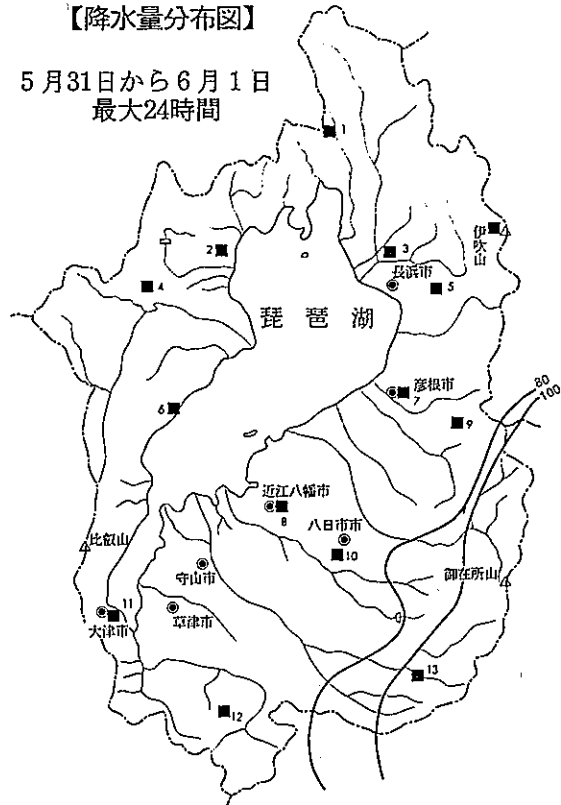 【降水量分布図】
5月31日から6月1日
最大24時間
1
2
3
伊吹山
長浜市
4
5
琵琶湖
80
100
彦根市
7
6
9
近江八幡市
8
八日市市
10
比叡山
守山市
御在所山
11
大津市
草津市
13
12